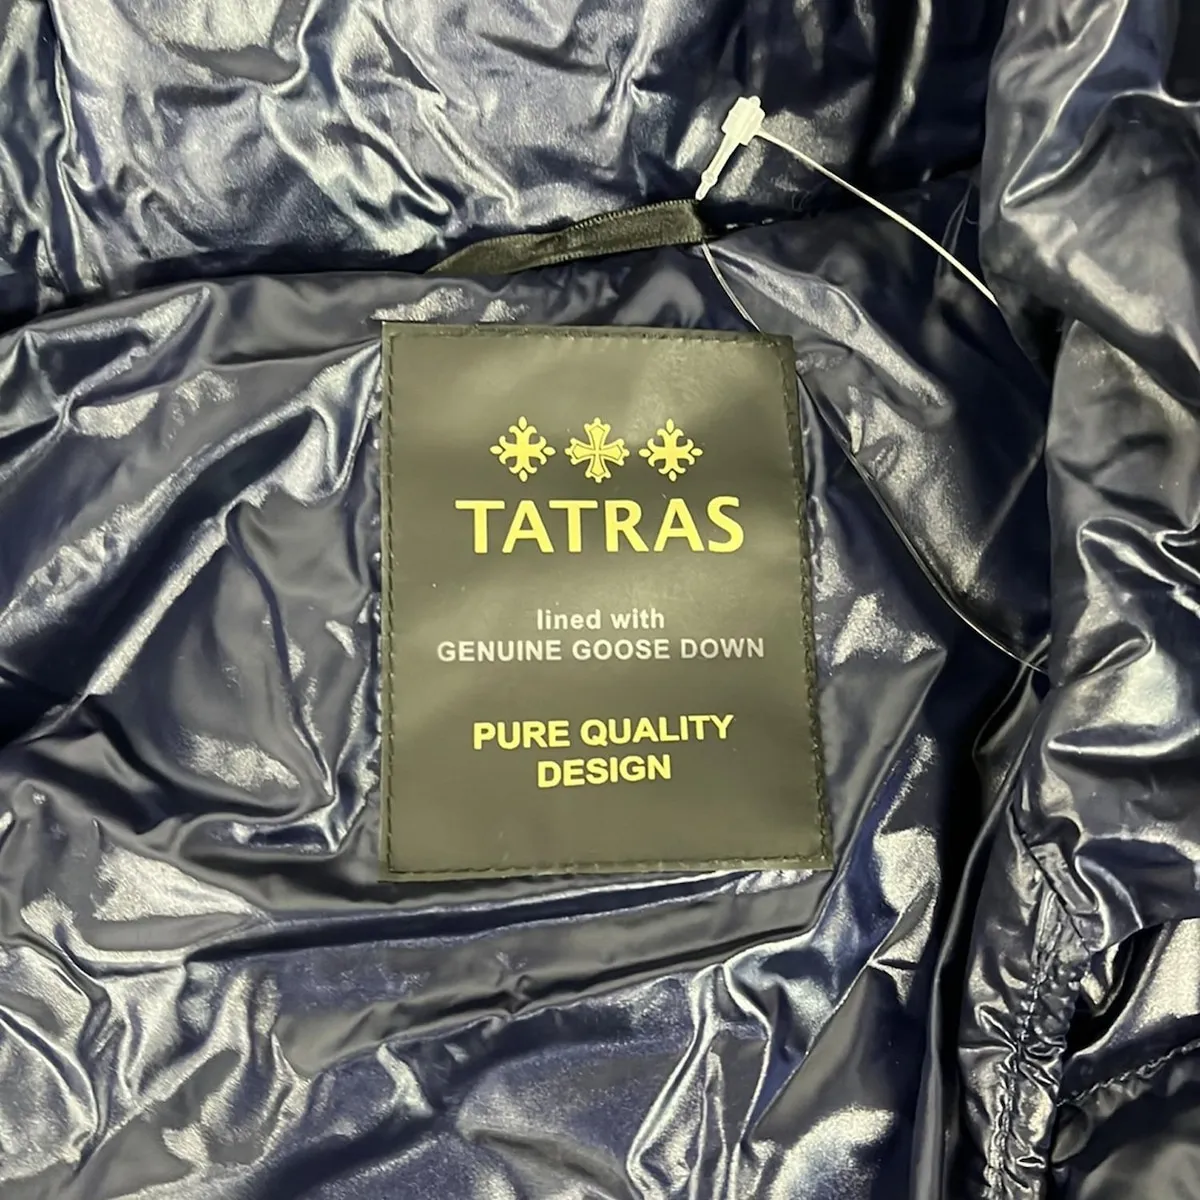 TATRAS
lined with
GENUINE GOOSE DOWN
PURE QUALITY
DESIGN